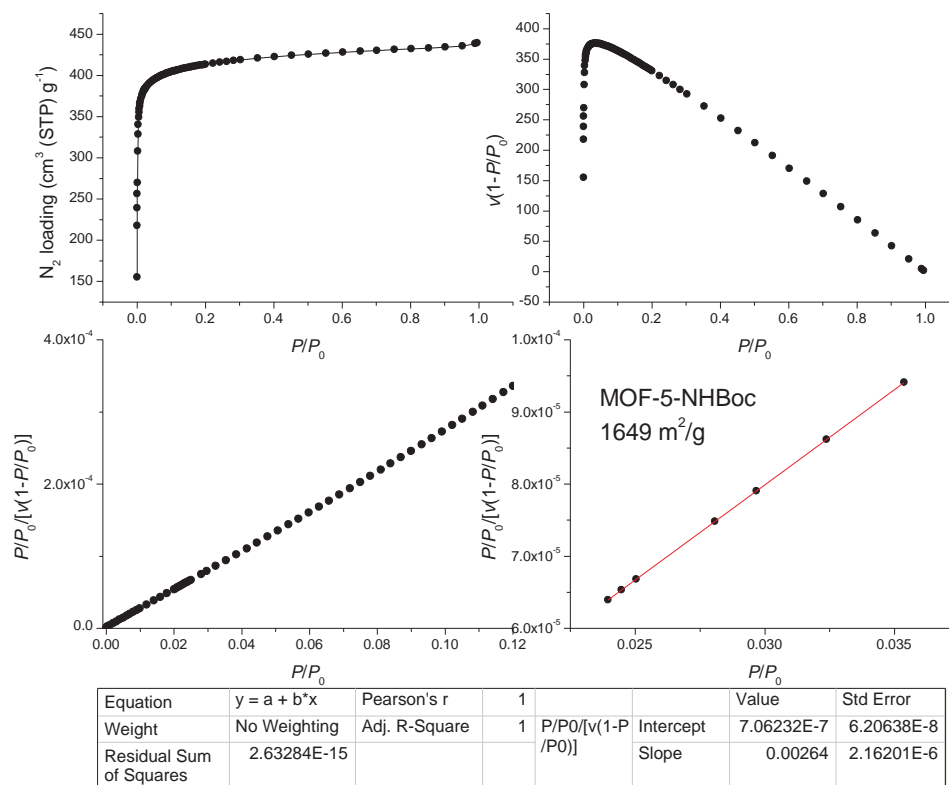 N₂ loading (cm³ (STP) g⁻¹)
450
400
350
300
250
200
150
0.0 0.2 0.4 0.6 0.8 1.0
P/P₀
v(1-P/P₀)
400
350
300
250
200
150
100
50
0
-50
0.0 0.2 0.4 0.6 0.8 1.0
P/P₀
P/P₀/[v(1-P/P₀)]
4.0x10⁻⁴
2.0x10⁻⁴
0.0
0.00 0.02 0.04 0.06 0.08 0.10 0.12
P/P₀
P/P₀/[v(1-P/P₀)]
1.0x10⁻⁴
9.0x10⁻⁵
8.0x10⁻⁵
7.0x10⁻⁵
6.0x10⁻⁵
MOF-5-NHBoc
1649 m²/g
0.025 0.030 0.035
P/P₀
Equation y = a + b*x Pearson's r 1 Value Std Error
Weight No Weighting Adj. R-Square 1 P/P0/[v(1-P Intercept 7.06232E-7 6.20638E-8
/P0)]
Residual Sum 2.63284E-15 Slope 0.00264 2.16201E-6
of Squares